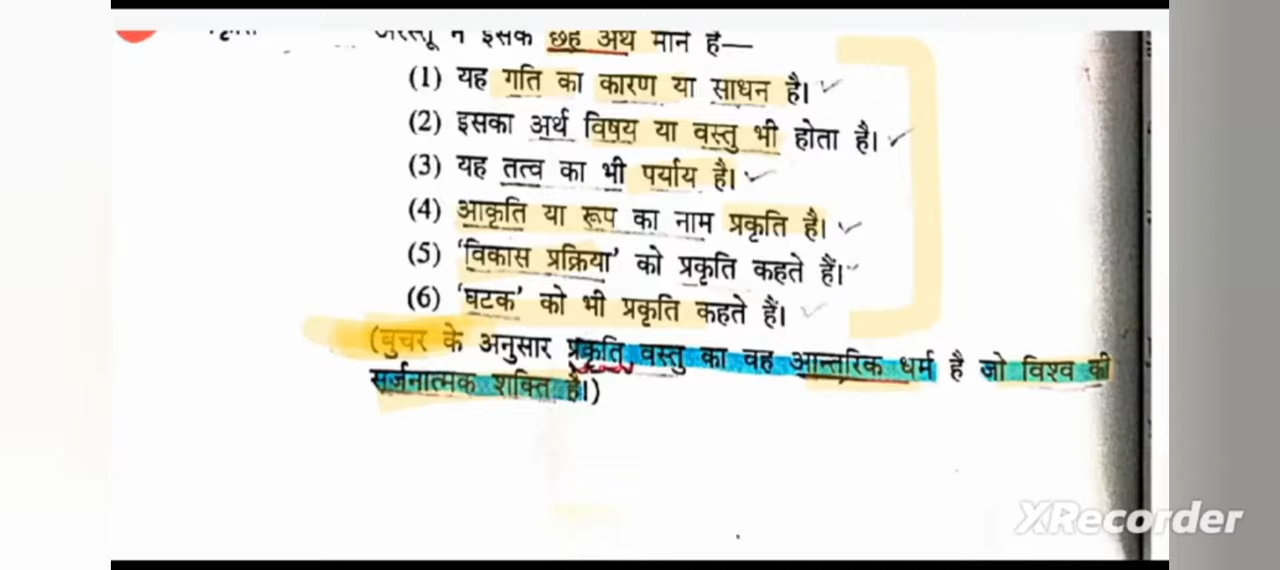 अरस्तू ने इसके छह अर्थ माने हैं—
(1) यह गति का कारण या साधन है।
(2) इसका अर्थ विषय या वस्तु भी होता है।
(3) यह तत्व का भी पर्याय है।
(4) आकृति या रूप का नाम प्रकृति है।
(5) ‘विकास प्रक्रिया’ को प्रकृति कहते हैं।
(6) ‘घटक’ को भी प्रकृति कहते हैं।
(बुचर के अनुसार प्रकृति वस्तु का वह आन्तरिक धर्म है जो विश्व की
सर्जनात्मक शक्ति है।)
XRecorder